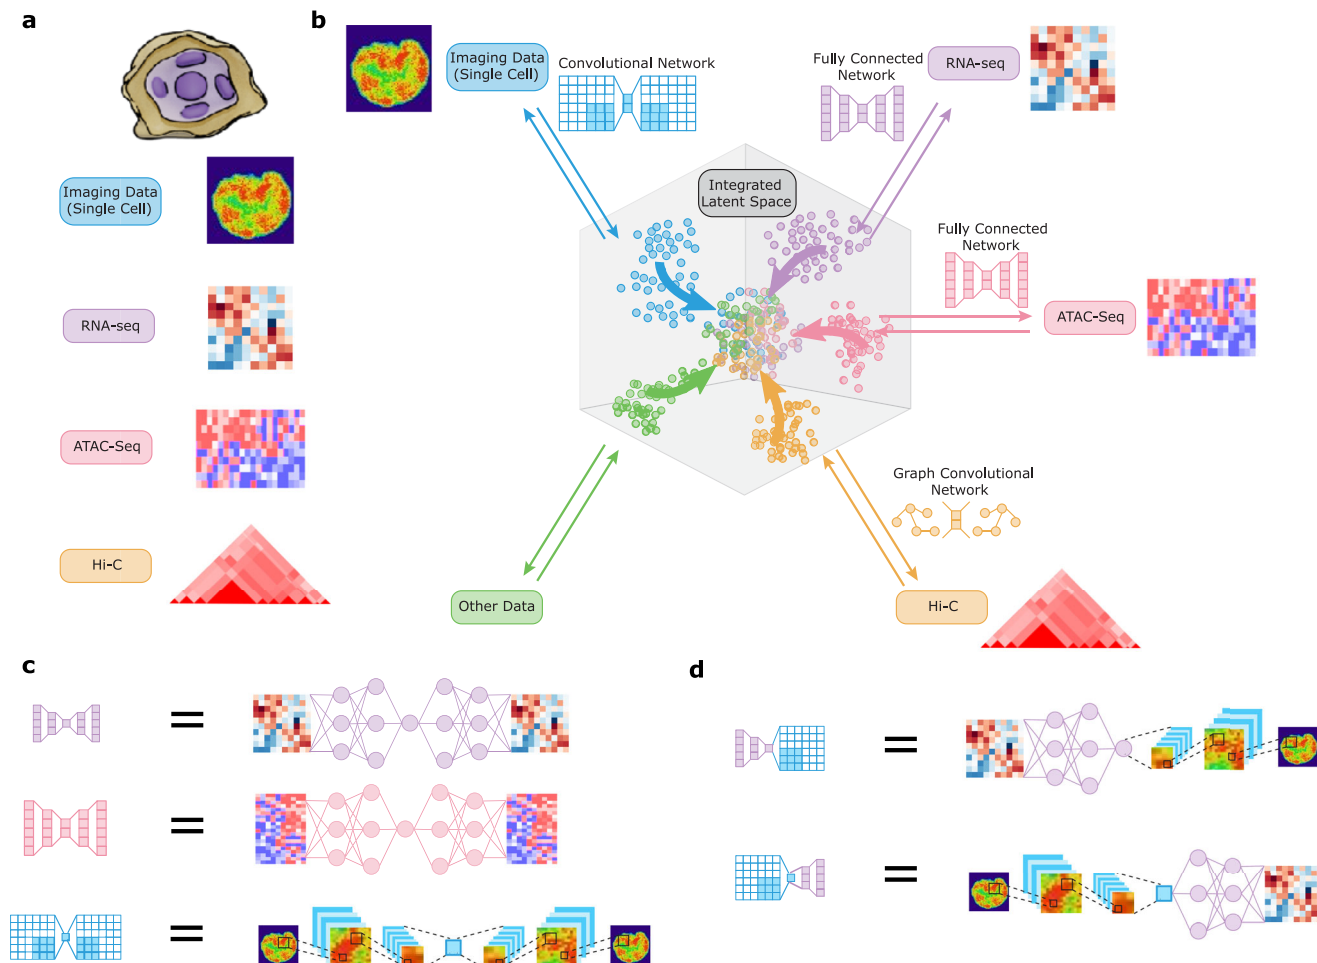 a
Imaging Data
(Single Cell)
RNA-seq
ATAC-Seq
Hi-C
b
Imaging Data
(Single Cell)
Convolutional Network
Fully Connected
Network
RNA-seq
Integrated
Latent Space
Fully Connected
Network
ATAC-Seq
Graph Convolutional
Network
Other Data
Hi-C
c
=
=
=
d
=
=